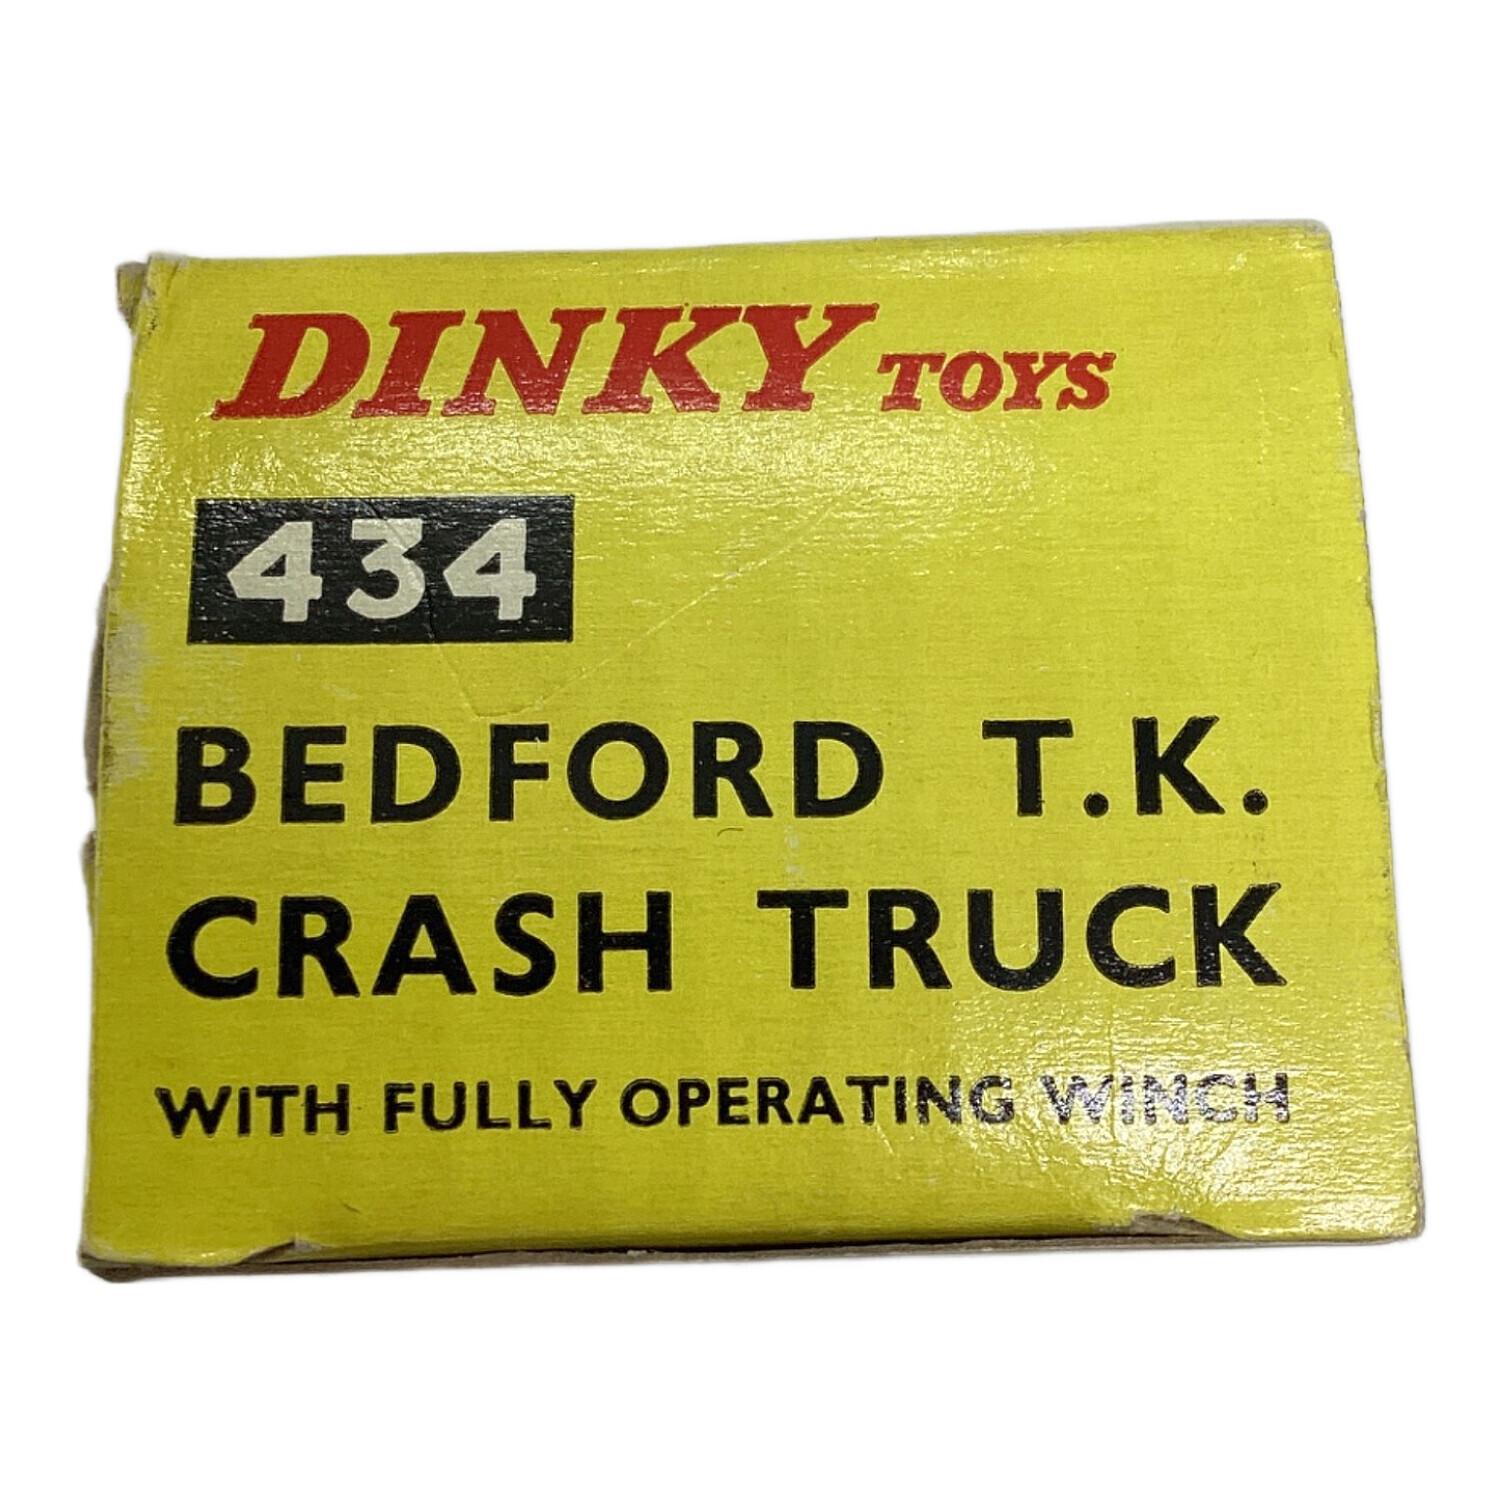 DINKY TOYS
434
BEDFORD T.K.
CRASH TRUCK
WITH FULLY OPERATING WINCH